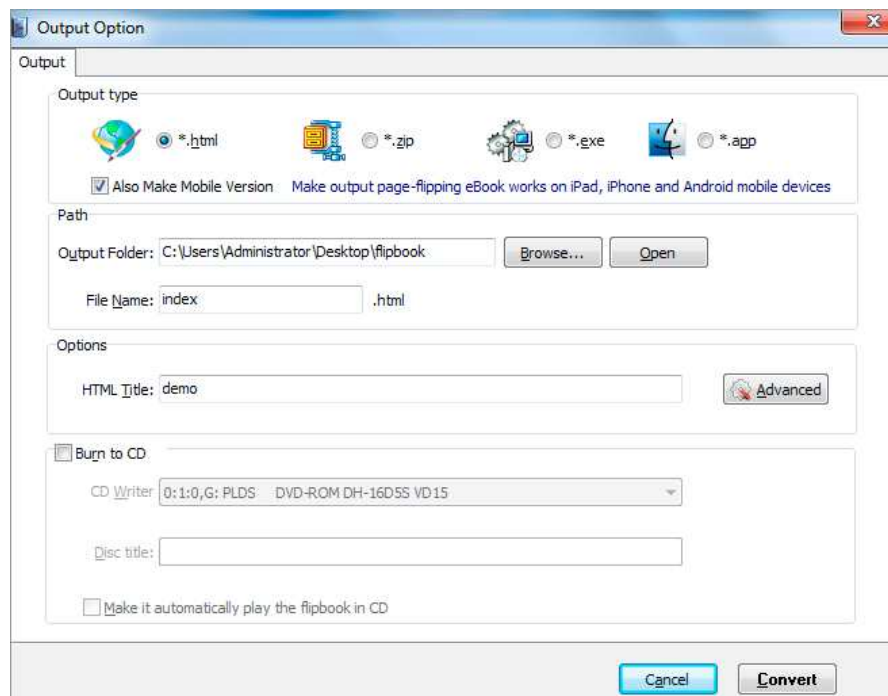 Output Option
Output
Output type
*.html *.zip *.exe *.app
Also Make Mobile Version Make output page-flipping eBook works on iPad, iPhone and Android mobile devices
Path
Output Folder: C:\Users\Administrator\Desktop\flipbook Browse... Open
File Name: index .html
Options
HTML Title: demo Advanced
Burn to CD
CD Writer 0:1:0,G: PLDS DVD-ROM DH-16D5S VD15
Disc title:
Make it automatically play the flipbook in CD
Cancel Convert